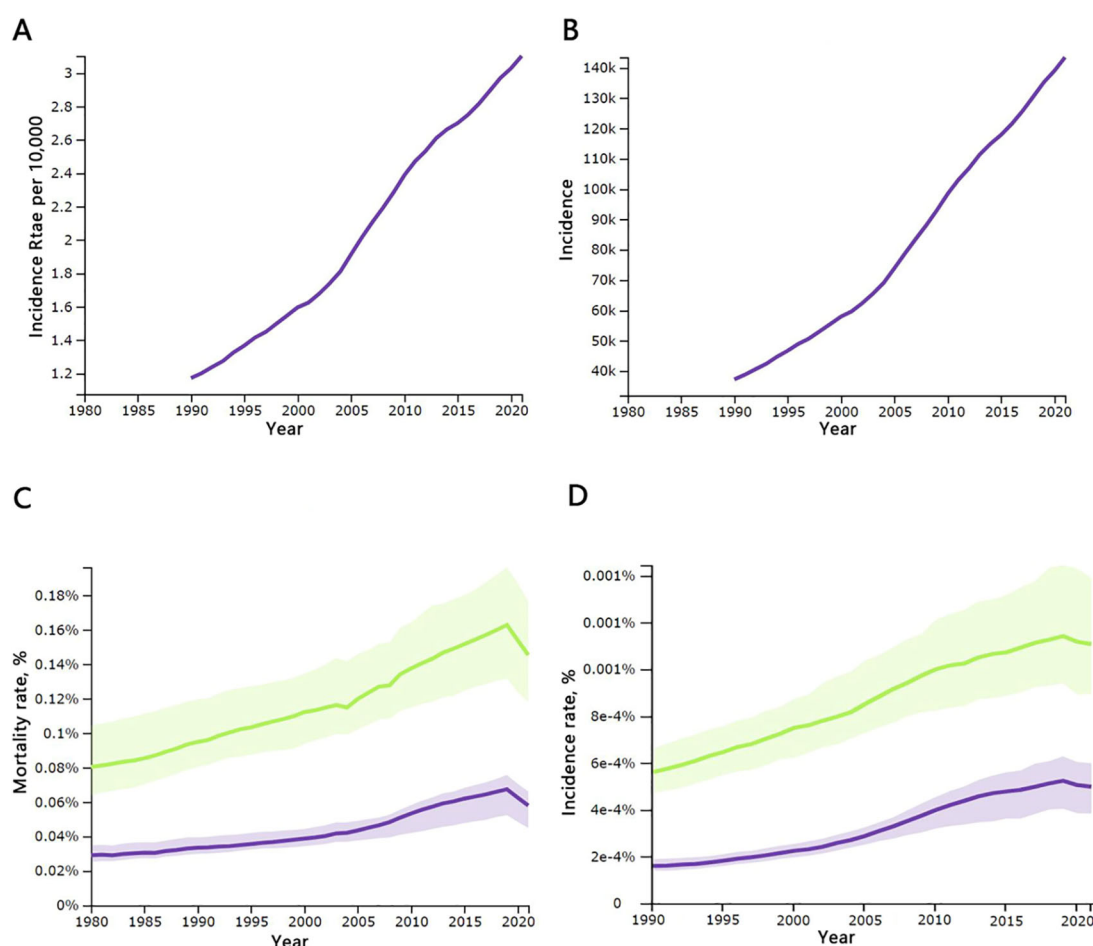 A
Incidence Rtae per 10,000
3
2.8
2.6
2.4
2.2
2
1.8
1.6
1.4
1.2
1980 1985 1990 1995 2000 2005 2010 2015 2020
Year
B
Incidence
140k
130k
120k
110k
100k
90k
80k
70k
60k
50k
40k
1980 1985 1990 1995 2000 2005 2010 2015 2020
Year
C
Mortality rate, %
0.18%
0.16%
0.14%
0.12%
0.10%
0.08%
0.06%
0.04%
0.02%
0%
1980 1985 1990 1995 2000 2005 2010 2015 2020
Year
D
Incidence rate, %
0.001%
0.001%
0.001%
8e-4%
6e-4%
4e-4%
2e-4%
0
1990 1995 2000 2005 2010 2015 2020
Year